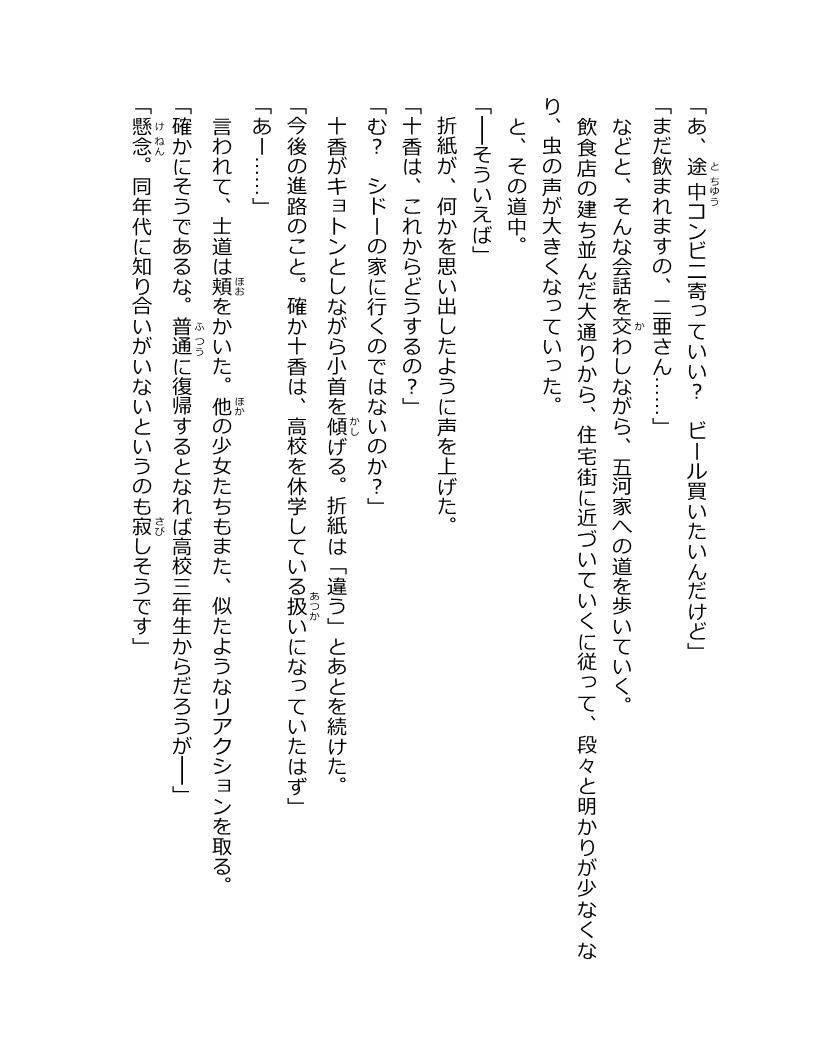 「あ、途中コンビニ寄っていい？　ビール買いたいんだけど」
「まだ飲まれますの、二亜さん……」
　などと、そんな会話を交わしながら、五河家への道を歩いていく。
　飲食店の建ち並んだ大通りから、住宅街に近づいていくに従って、段々と明かりが少なくな
り、虫の声が大きくなっていった。
　と、その道中。
「――そういえば」
　折紙が、何かを思い出したように声を上げた。
「十香は、これからどうするの？」
「む？　シドーの家に行くのではないのか？」
　十香がキョトンとしながら小首を傾げる。折紙は「違う」とあとを続けた。
「今後の進路のこと。確か十香は、高校を休学している扱いになっていたはず」
「あー……」
　言われて、士道は頬をかいた。他の少女たちもまた、似たようなリアクションを取る。
「確かにそうであるな。普通に復帰するとなれば高校三年生からだろうが――」
「懸念。同年代に知り合いがいないというのも寂しそうです」